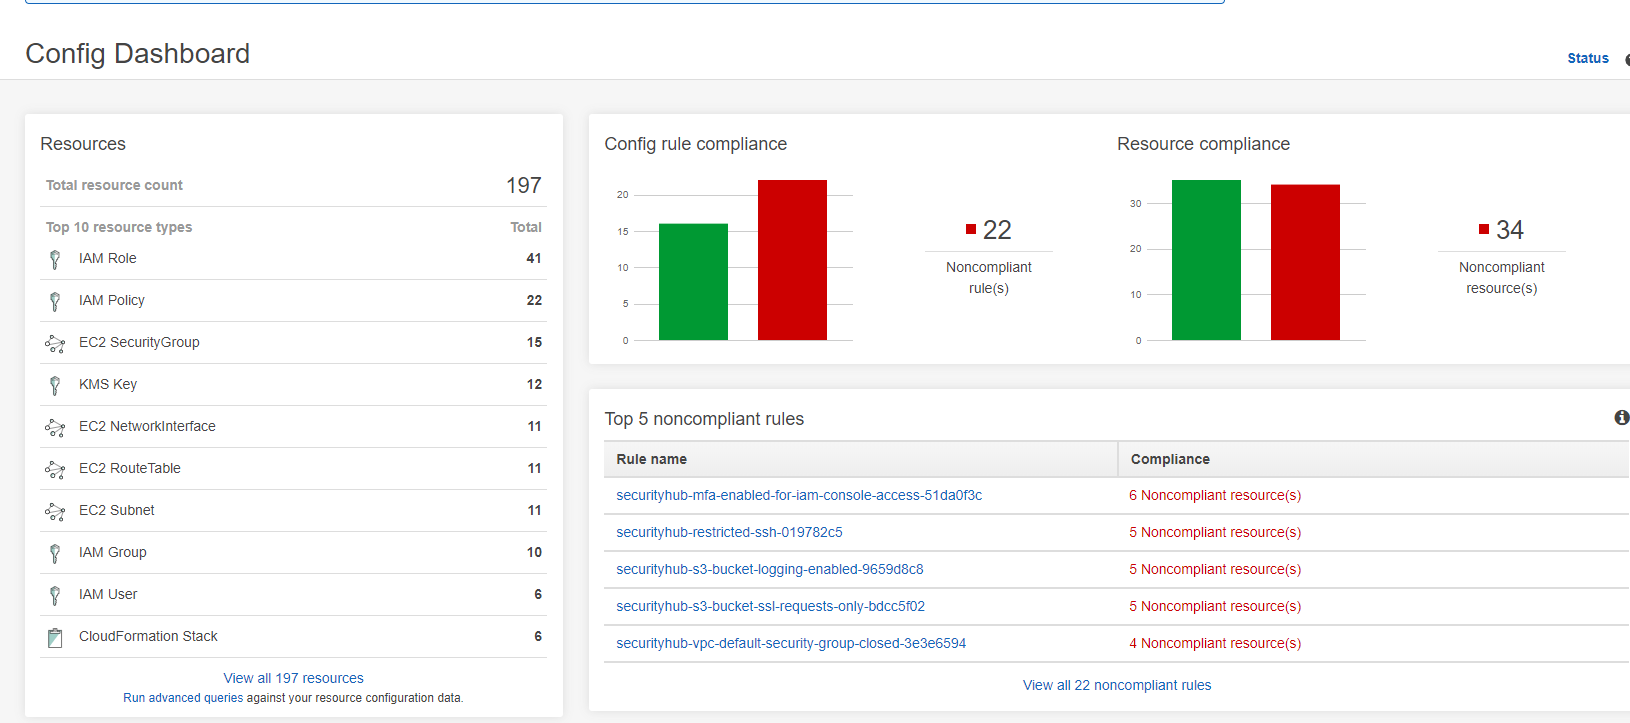 Config Dashboard
Status
Resources
Total resource count 197
Top 10 resource types Total
IAM Role 41
IAM Policy 22
EC2 SecurityGroup 15
KMS Key 12
EC2 NetworkInterface 11
EC2 RouteTable 11
EC2 Subnet 11
IAM Group 10
IAM User 6
CloudFormation Stack 6
View all 197 resources
Run advanced queries against your resource configuration data.
Config rule compliance
20
15
10
5
0
22
Noncompliant
rule(s)
Resource compliance
30
20
10
0
34
Noncompliant
resource(s)
Top 5 noncompliant rules
Rule name Compliance
securityhub-mfa-enabled-for-iam-console-access-51da0f3c 6 Noncompliant resource(s)
securityhub-restricted-ssh-019782c5 5 Noncompliant resource(s)
securityhub-s3-bucket-logging-enabled-9659d8c8 5 Noncompliant resource(s)
securityhub-s3-bucket-ssl-requests-only-bdcc5f02 5 Noncompliant resource(s)
securityhub-vpc-default-security-group-closed-3e3e6594 4 Noncompliant resource(s)
View all 22 noncompliant rules